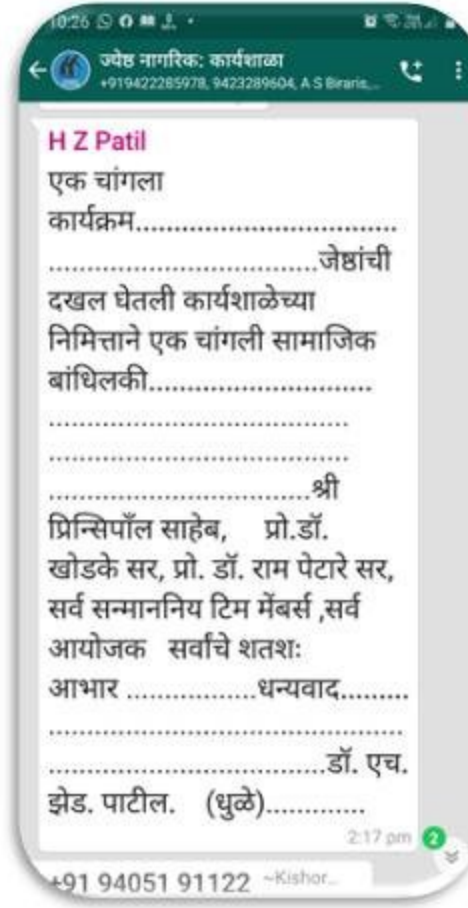 10:26
ज्येष्ठ नागरिक: कार्यशाळा
+919422285978, 9423289604, A S Biraris,...
H Z Patil
एक चांगला
कार्यक्रम..................................
...................................जेष्ठांची
दखल घेतली कार्यशाळेच्या
निमित्ताने एक चांगली सामाजिक
बांधिलकी.............................
.......................................
.......................................
..................................श्री
प्रिन्सिपॉल साहेब, प्रो.डॉ.
खोडके सर, प्रो. डॉ. राम पेटारे सर,
सर्व सन्माननिय टिम मेंबर्स ,सर्व
आयोजक सर्वांचे शतशः
आभार .................धन्यवाद.........
..............................................
....................................डॉ. एच.
झेड. पाटील. (धुळे).............
2:17 pm
2
+91 94051 91122 ~Kishor...